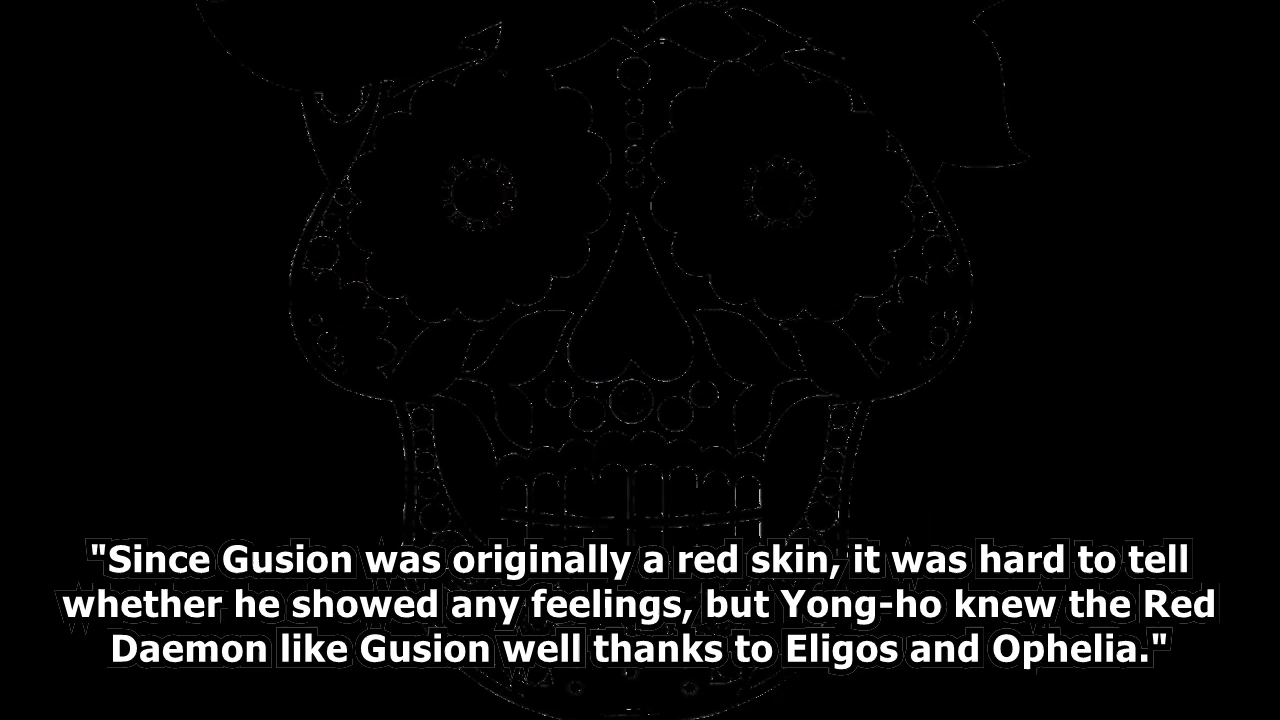 "Since Gusion was originally a red skin, it was hard to tell
whether he showed any feelings, but Yong-ho knew the Red
Daemon like Gusion well thanks to Eligos and Ophelia."